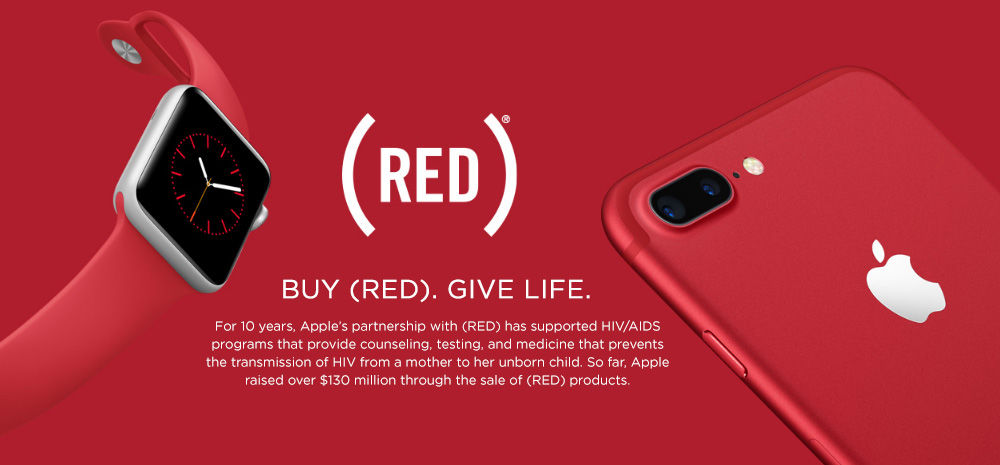 (RED)®
BUY (RED). GIVE LIFE.
For 10 years, Apple's partnership with (RED) has supported HIV/AIDS
programs that provide counseling, testing, and medicine that prevents
the transmission of HIV from a mother to her unborn child. So far, Apple
raised over $130 million through the sale of (RED) products.